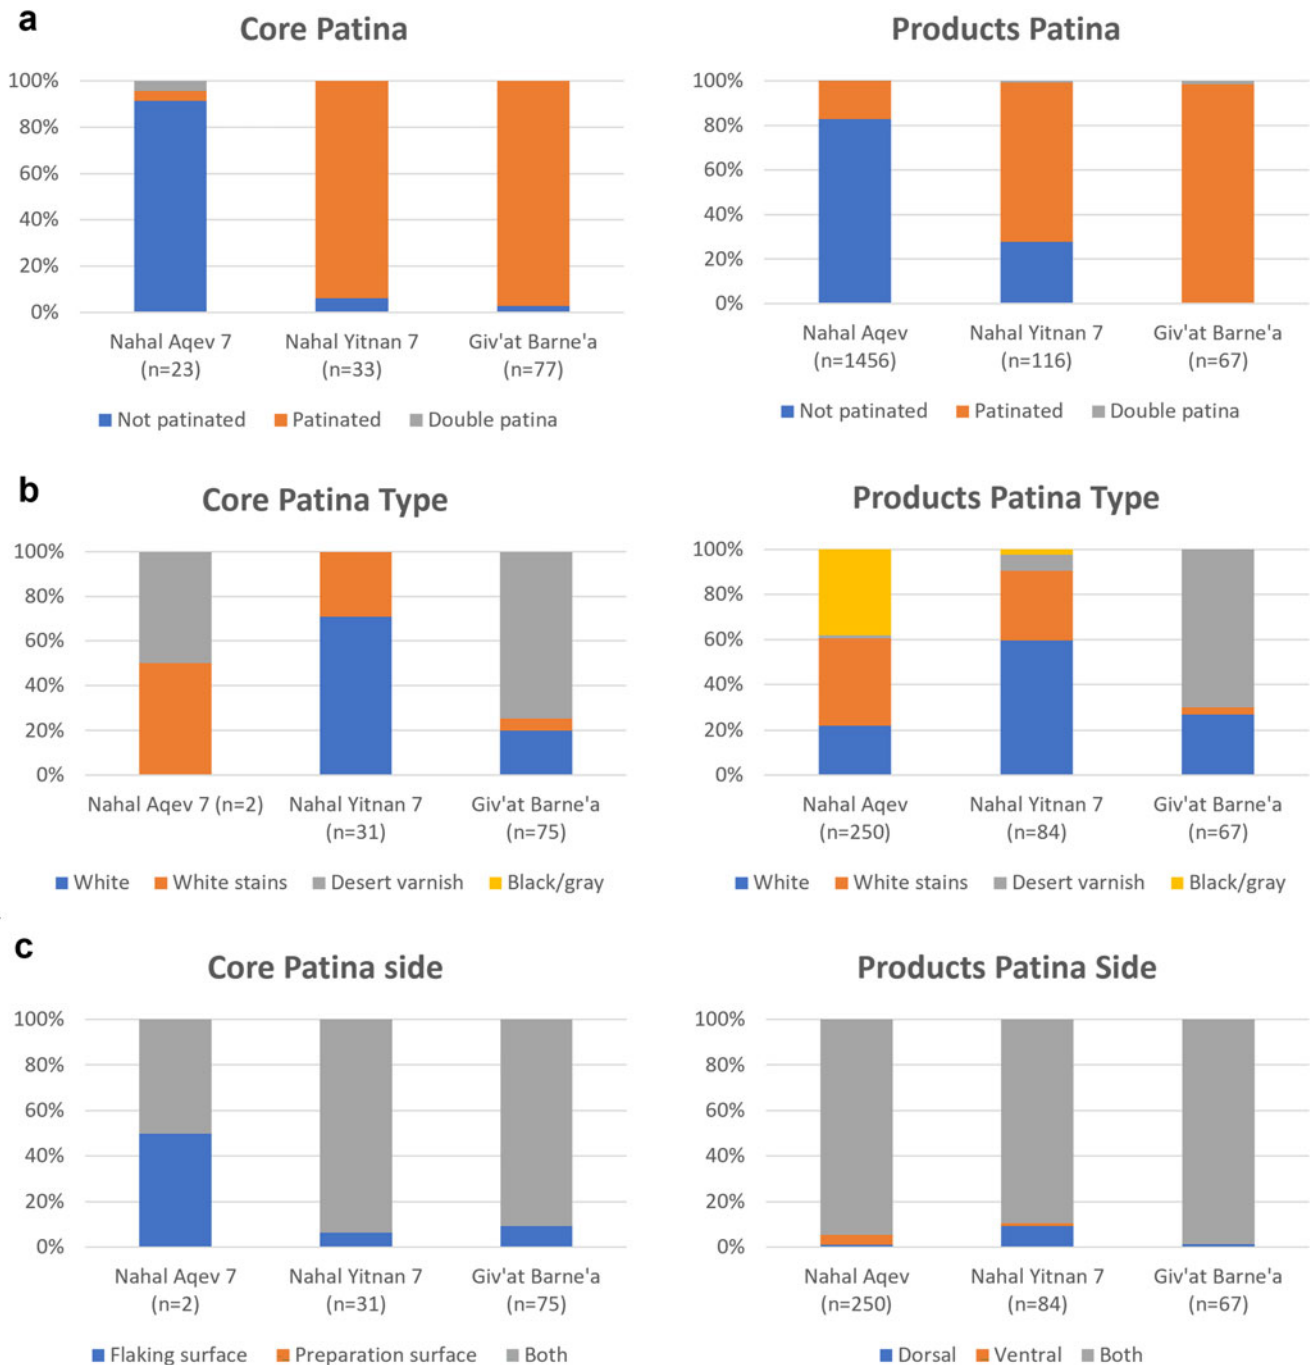 a
Core Patina
100%
80%
60%
40%
20%
0%
Nahal Aqev 7
(n=23)
Nahal Yitnan 7
(n=33)
Giv'at Barne'a
(n=77)
Not patinated Patinated Double patina
Products Patina
100%
80%
60%
40%
20%
0%
Nahal Aqev
(n=1456)
Nahal Yitnan 7
(n=116)
Giv'at Barne'a
(n=67)
Not patinated Patinated Double patina
b
Core Patina Type
100%
80%
60%
40%
20%
0%
Nahal Aqev 7 (n=2)
Nahal Yitnan 7
(n=31)
Giv'at Barne'a
(n=75)
White White stains Desert varnish Black/gray
Products Patina Type
100%
80%
60%
40%
20%
0%
Nahal Aqev
(n=250)
Nahal Yitnan 7
(n=84)
Giv'at Barne'a
(n=67)
White White stains Desert varnish Black/gray
c
Core Patina side
100%
80%
60%
40%
20%
0%
Nahal Aqev 7
(n=2)
Nahal Yitnan 7
(n=31)
Giv'at Barne'a
(n=75)
Flaking surface Preparation surface Both
Products Patina Side
100%
80%
60%
40%
20%
0%
Nahal Aqev
(n=250)
Nahal Yitnan 7
(n=84)
Giv'at Barne'a
(n=67)
Dorsal Ventral Both